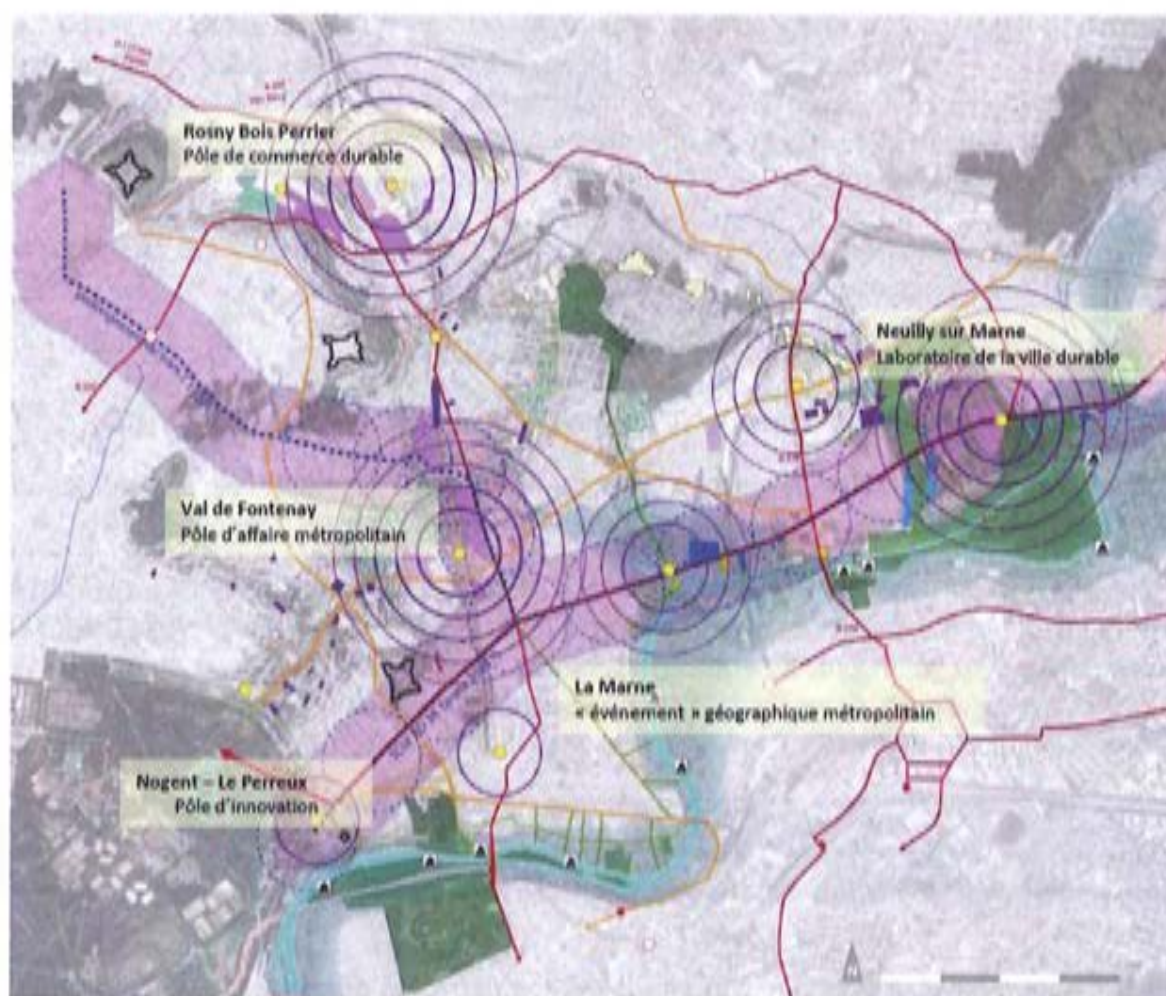 Rosny Bois Perrier
Pôle de commerce durable
Neuilly sur Marne
Laboratoire de la ville durable
Val de Fontenay
Pôle d'affaire métropolitain
La Marne
« événement » géographique métropolitain
Nogent – Le Perreux
Pôle d'innovation
N